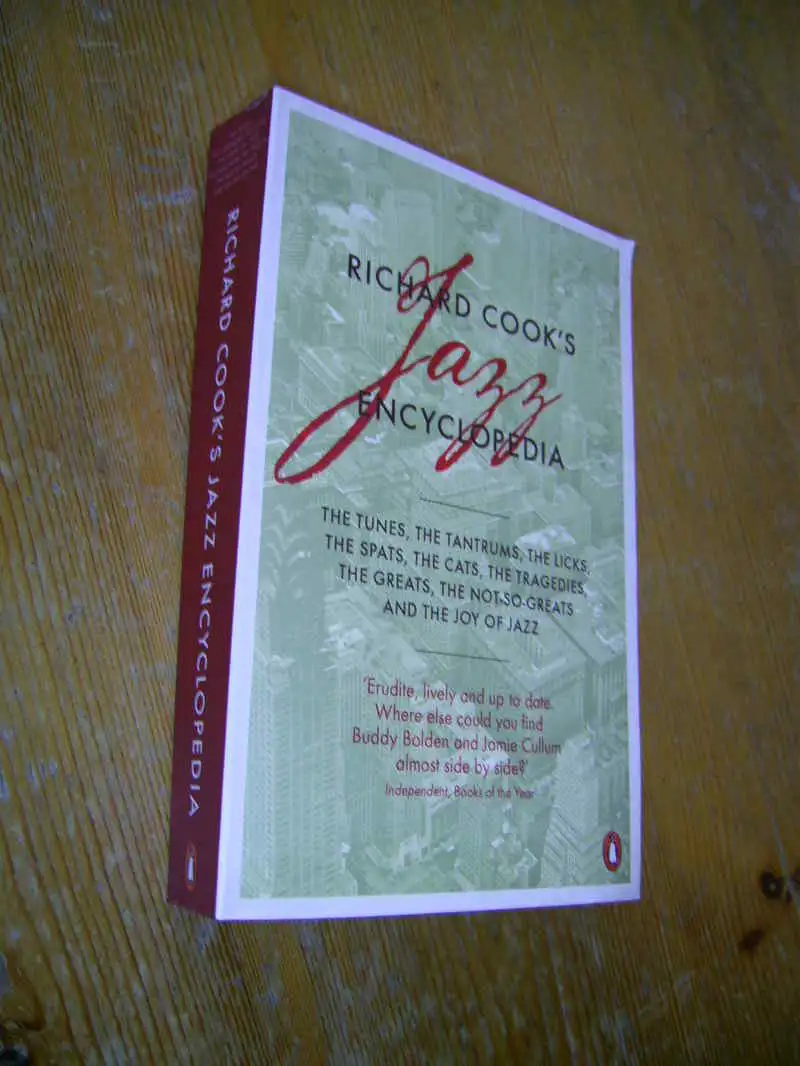 RICHARD COOK'S
Jazz
ENCYCLOPEDIA
THE TUNES, THE TANTRUMS, THE LICKS,
THE SPATS, THE CATS, THE TRAGEDIES,
THE GREATS, THE NOT-SO-GREATS
AND THE JOY OF JAZZ
'Erudite, lively and up to date.
Where else could you find
Buddy Bolden and Jamie Cullum
almost side by side?'
Independent, Books of the Year
RICHARD COOK'S JAZZ ENCYCLOPEDIA